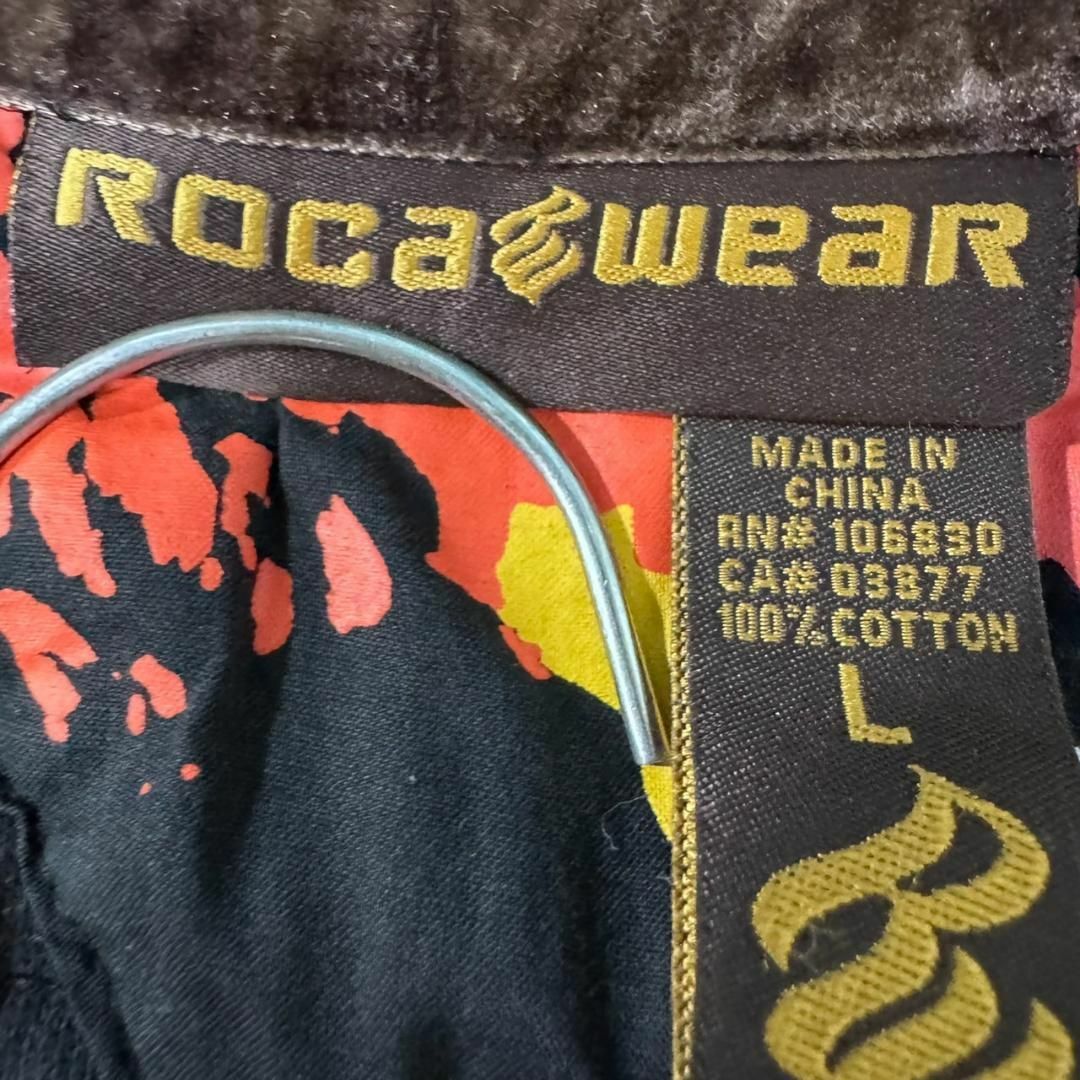 ROCAWEAR
MADE IN
CHINA
RN# 106830
CA# 03877
100% COTTON
L